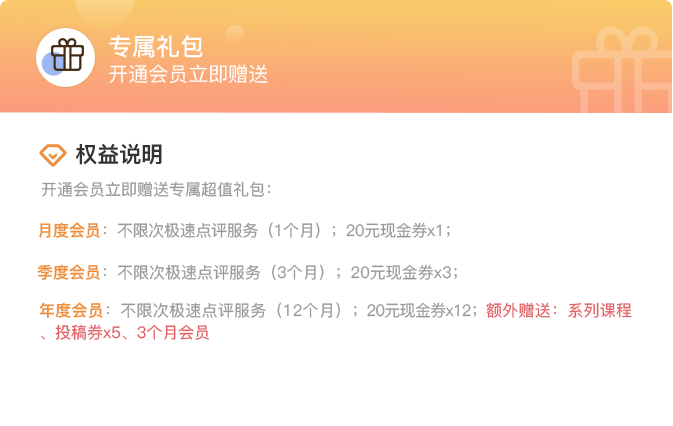 专属礼包
开通会员立即赠送
权益说明
开通会员立即赠送专属超值礼包：
月度会员：不限次极速点评服务（1个月）；20元现金券x1；
季度会员：不限次极速点评服务（3个月）；20元现金券x3；
年度会员：不限次极速点评服务（12个月）；20元现金券x12；额外赠送：系列课程
、投稿券x5、3个月会员